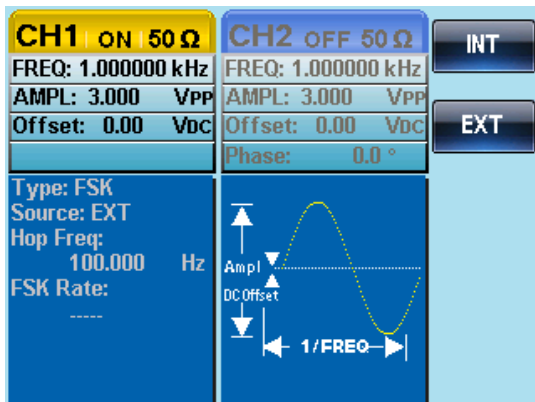 CH1 ON 50 Ω
FREQ: 1.000000 kHz
AMPL: 3.000 VPP
Offset: 0.00 VDC
CH2 OFF 50 Ω
FREQ: 1.000000 kHz
AMPL: 3.000 VPP
Offset: 0.00 VDC
Phase: 0.0 °
INT
EXT
Type: FSK
Source: EXT
Hop Freq:
100.000 Hz
FSK Rate:
-----
Ampl
DC Offset
1/FREQ